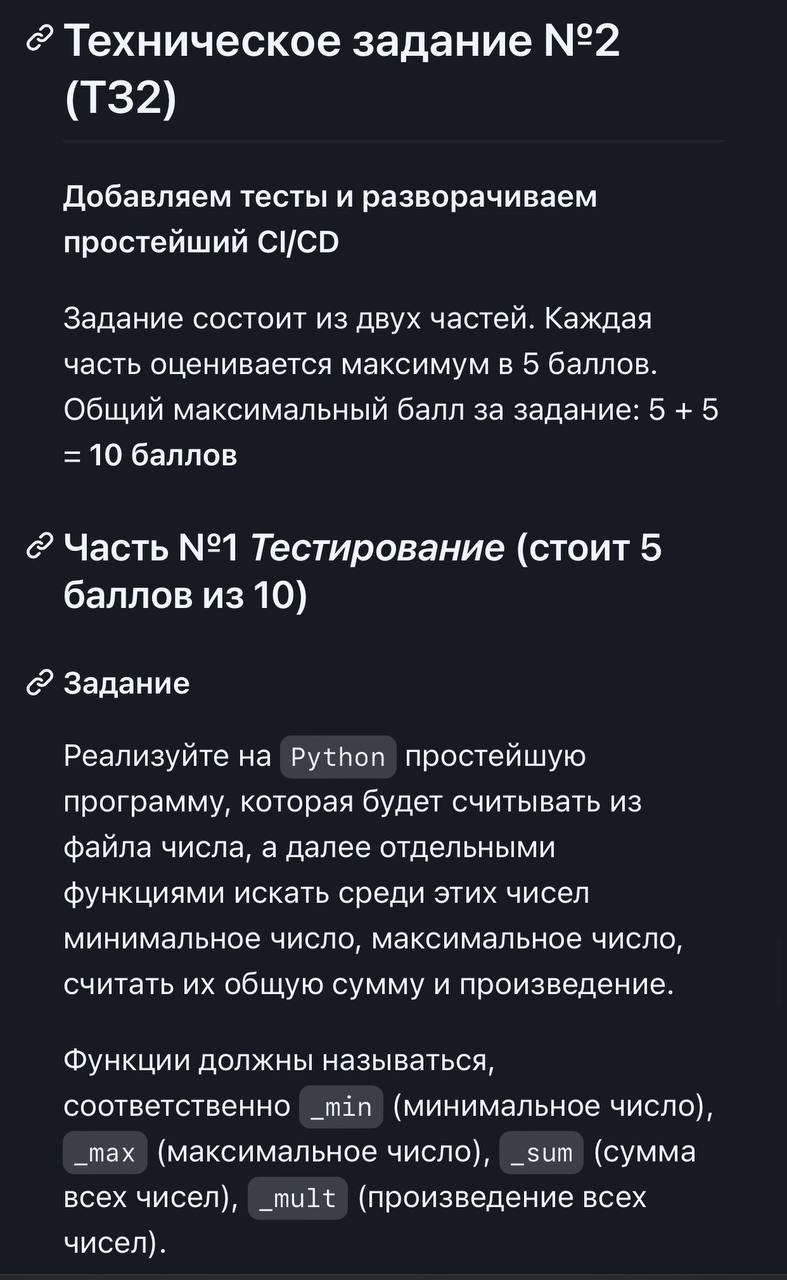 Техническое задание №2
(ТЗ2)
Добавляем тесты и разворачиваем
простейший CI/CD
Задание состоит из двух частей. Каждая
часть оценивается максимум в 5 баллов.
Общий максимальный балл за задание: 5 + 5
= 10 баллов
Часть №1 Тестирование (стоит 5
баллов из 10)
Задание
Реализуйте на Python простейшую
программу, которая будет считывать из
файла числа, а далее отдельными
функциями искать среди этих чисел
минимальное число, максимальное число,
считать их общую сумму и произведение.
Функции должны называться,
соответственно _min (минимальное число),
_max (максимальное число), _sum (сумма
всех чисел), _mult (произведение всех
чисел).